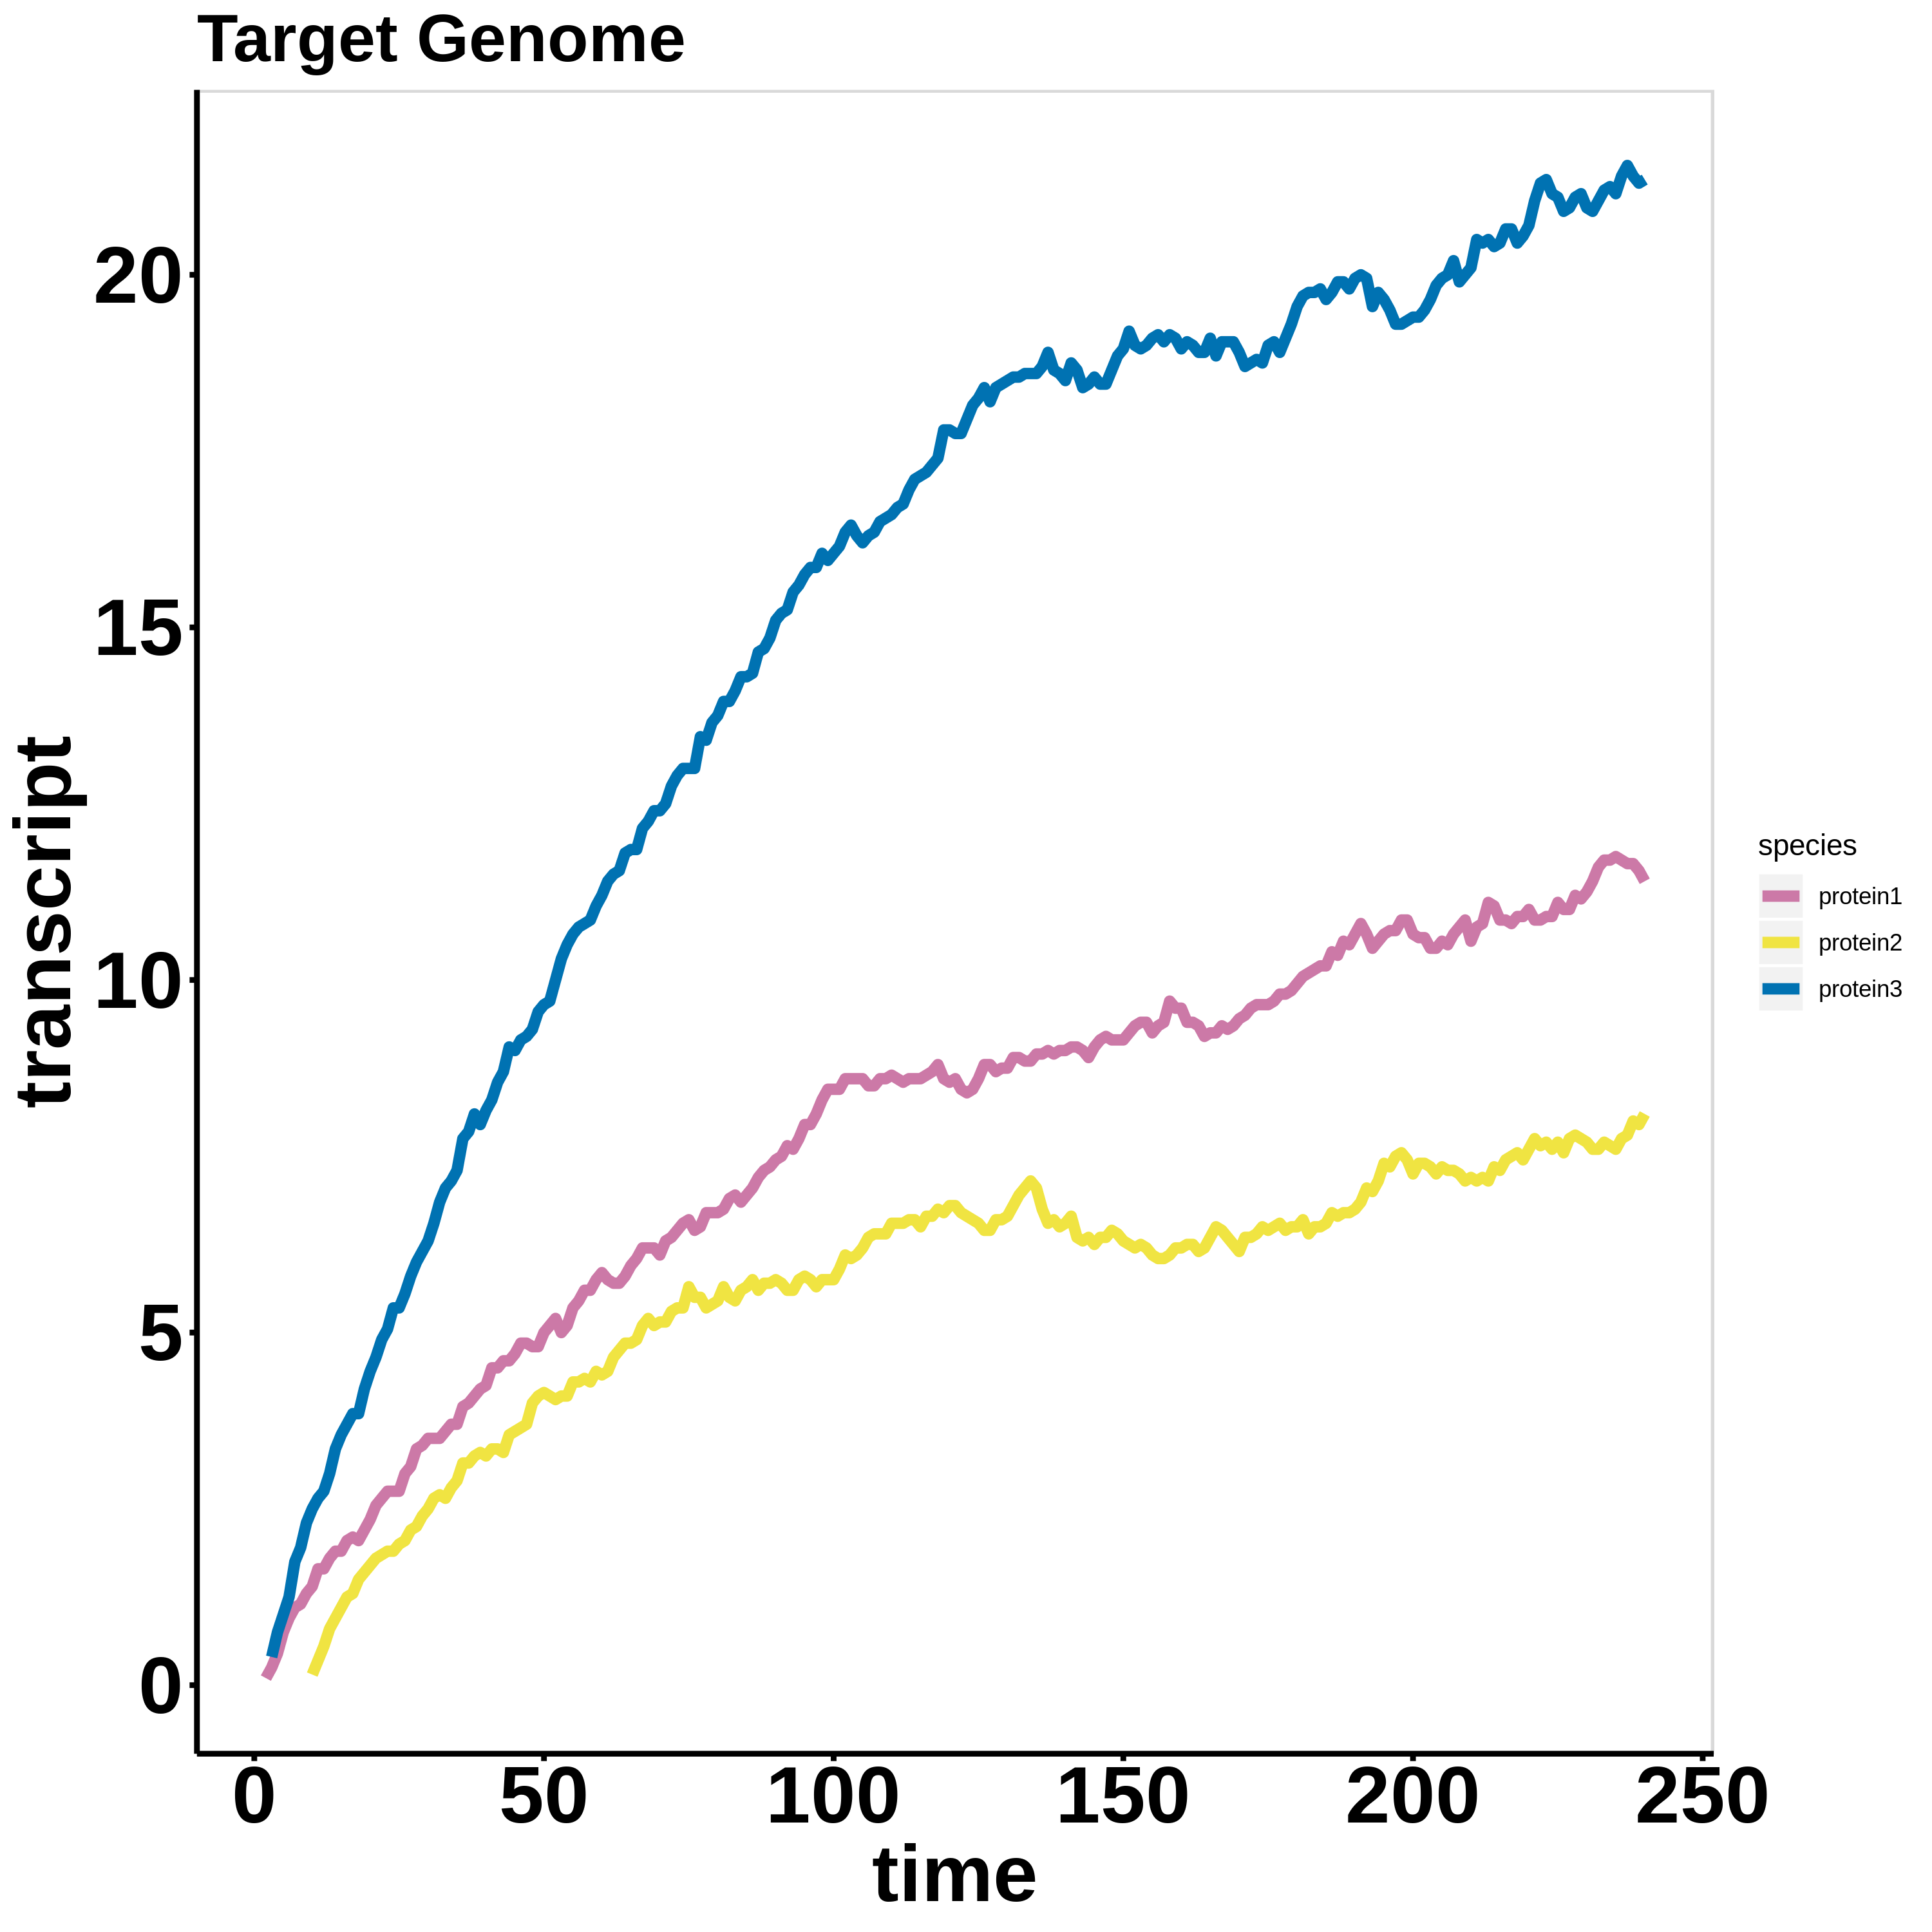 Target Genome
transcript
20
15
10
5
0
0 50 100 150 200 250
time
species
protein1
protein2
protein3